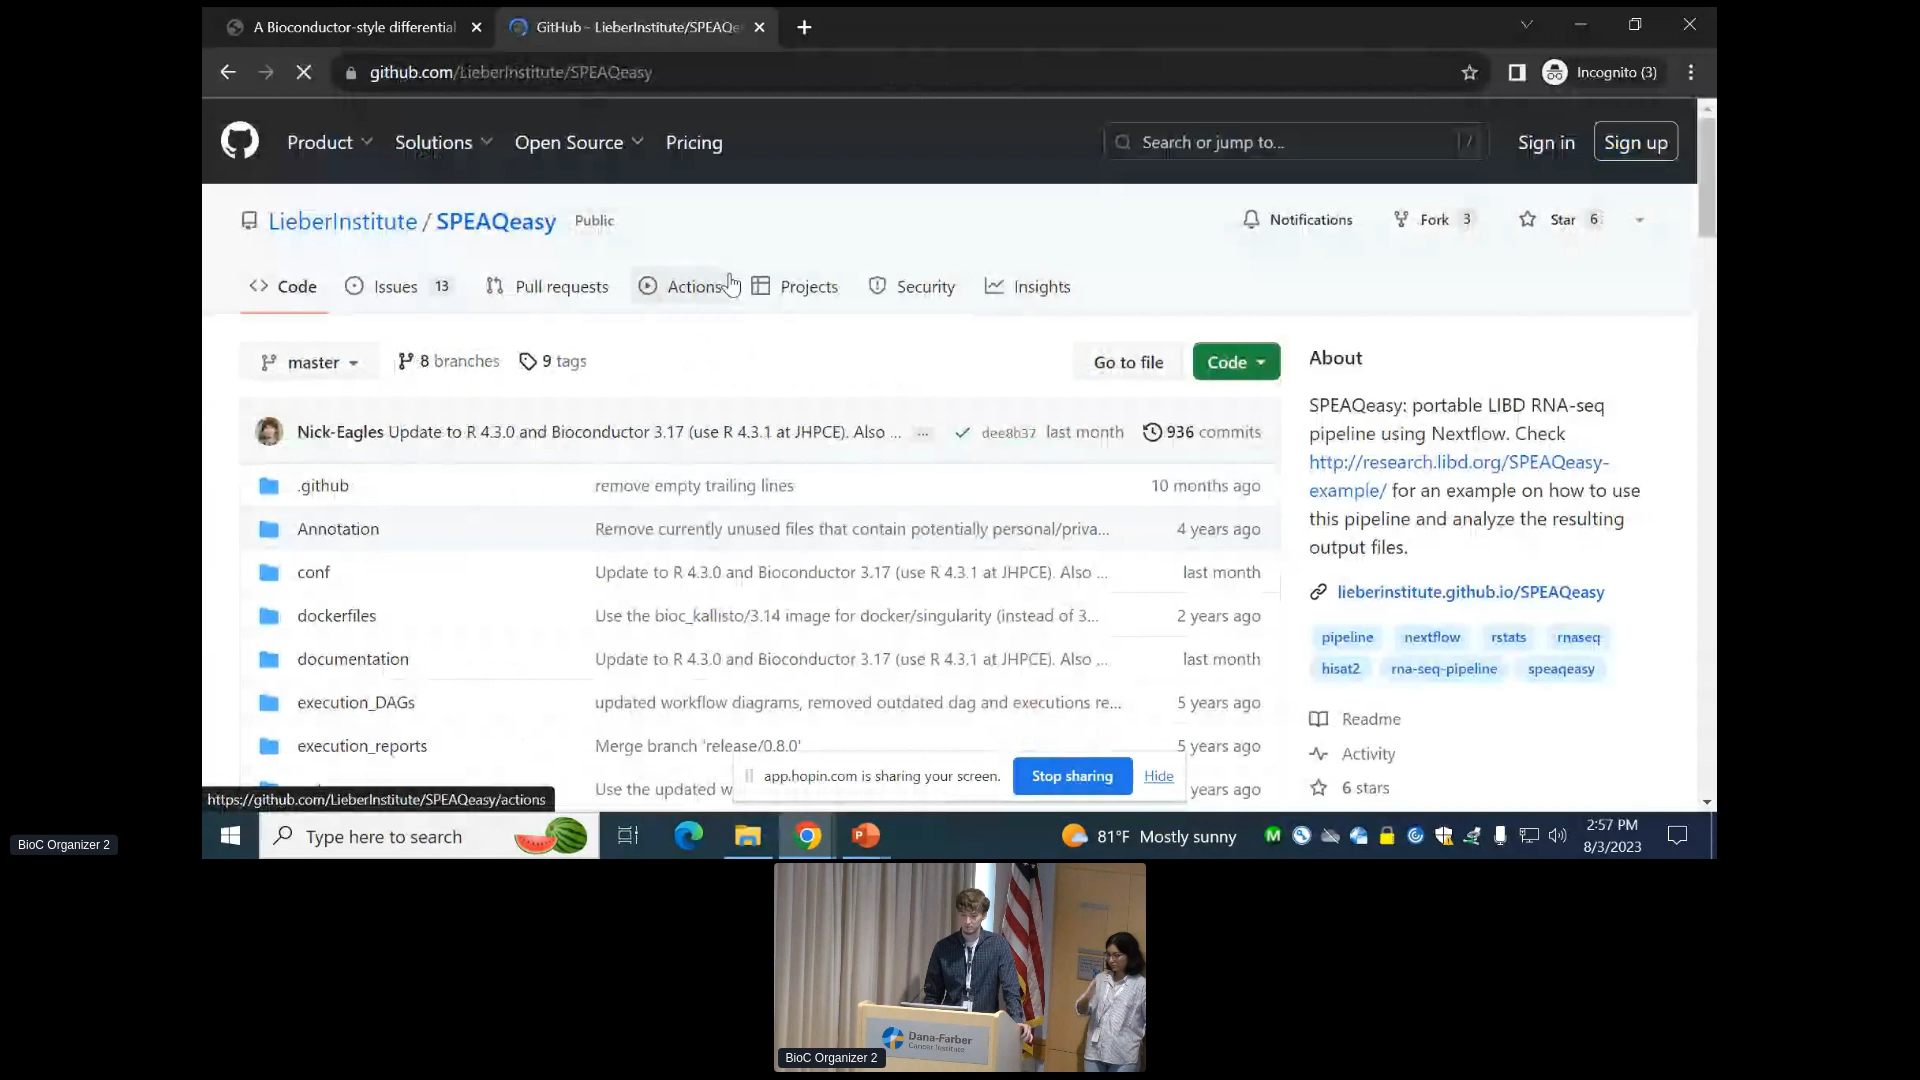 A Bioconductor-style differential
GitHub - LieberInstitute/SPEAQe
github.com/LieberInstitute/SPEAQeasy
Incognito (3)
Product
Solutions
Open Source
Pricing
Search or jump to...
/
Sign in
Sign up
LieberInstitute / SPEAQeasy
Public
Notifications
Fork 3
Star 6
Code
Issues 13
Pull requests
Actions
Projects
Security
Insights
master
8 branches
9 tags
Go to file
Code
Nick-Eagles Update to R 4.3.0 and Bioconductor 3.17 (use R 4.3.1 at JHPCE). Also ...
dee8b37 last month
936 commits
.github
remove empty trailing lines
10 months ago
Annotation
Remove currently unused files that contain potentially personal/priva...
4 years ago
conf
Update to R 4.3.0 and Bioconductor 3.17 (use R 4.3.1 at JHPCE). Also ...
last month
dockerfiles
Use the bioc_kallisto/3.14 image for docker/singularity (instead of 3...
2 years ago
documentation
Update to R 4.3.0 and Bioconductor 3.17 (use R 4.3.1 at JHPCE). Also ...
last month
execution_DAGs
updated workflow diagrams, removed outdated dag and executions re...
5 years ago
execution_reports
Merge branch 'release/0.8.0'
5 years ago
Use the updated
years ago
About
SPEAQeasy: portable LIBD RNA-seq
pipeline using Nextflow. Check
http://research.libd.org/SPEAQeasy-
example/ for an example on how to use
this pipeline and analyze the resulting
output files.
lieberinstitute.github.io/SPEAQeasy
pipeline nextflow rstats rnaseq
hisat2 rna-seq-pipeline speaqeasy
Readme
Activity
6 stars
app.hopin.com is sharing your screen.
Stop sharing
Hide
https://github.com/LieberInstitute/SPEAQeasy/actions
Type here to search
81°F Mostly sunny
2:57 PM
8/3/2023
BioC Organizer 2
Dana-Farber
Cancer Institute
BioC Organizer 2